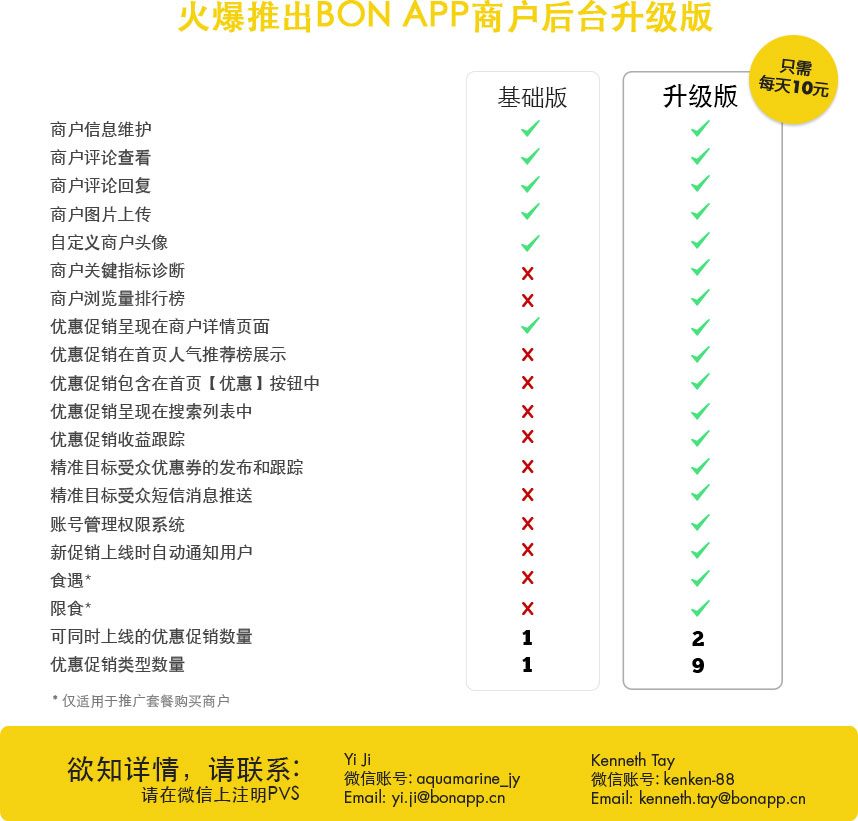 火爆推出BON APP商户后台升级版
只需
每天10元
基础版 升级版
商户信息维护
商户评论查看
商户评论回复
商户图片上传
自定义商户头像
商户关键指标诊断
商户浏览量排行榜
优惠促销呈现在商户详情页面
优惠促销在首页人气推荐榜展示
优惠促销包含在首页【优惠】按钮中
优惠促销呈现在搜索列表中
优惠促销收益跟踪
精准目标受众优惠券的发布和跟踪
精准目标受众短信消息推送
账号管理权限系统
新促销上线时自动通知用户
食遇*
限食*
可同时上线的优惠促销数量 1 2
优惠促销类型数量 1 9
* 仅适用于推广套餐购买商户
欲知详情，请联系：
请在微信上注明PVS
Yi Ji
微信账号: aquamarine_jy
Email: yi.ji@bonapp.cn
Kenneth Tay
微信账号: kenken-88
Email: kenneth.tay@bonapp.cn